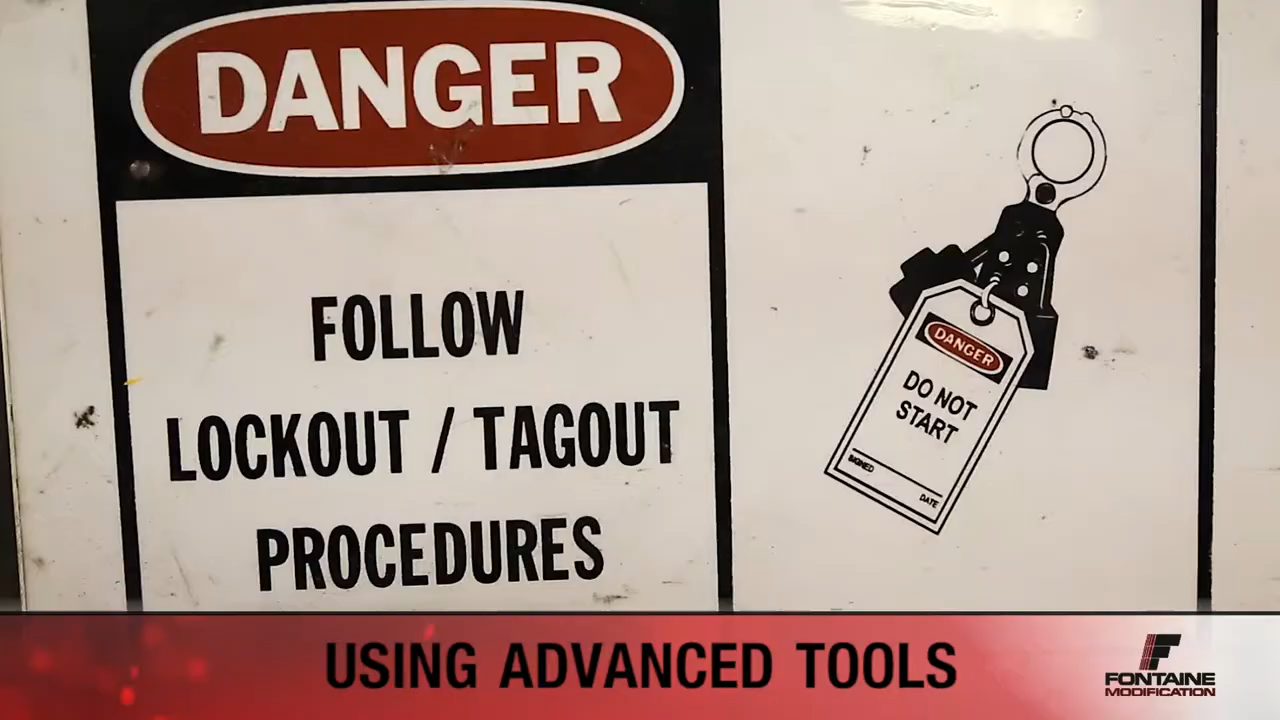 DANGER
FOLLOW
LOCKOUT / TAGOUT
PROCEDURES
DANGER
DO NOT
START
SIGNED
DATE
USING ADVANCED TOOLS
FONTAINE
MODIFICATION